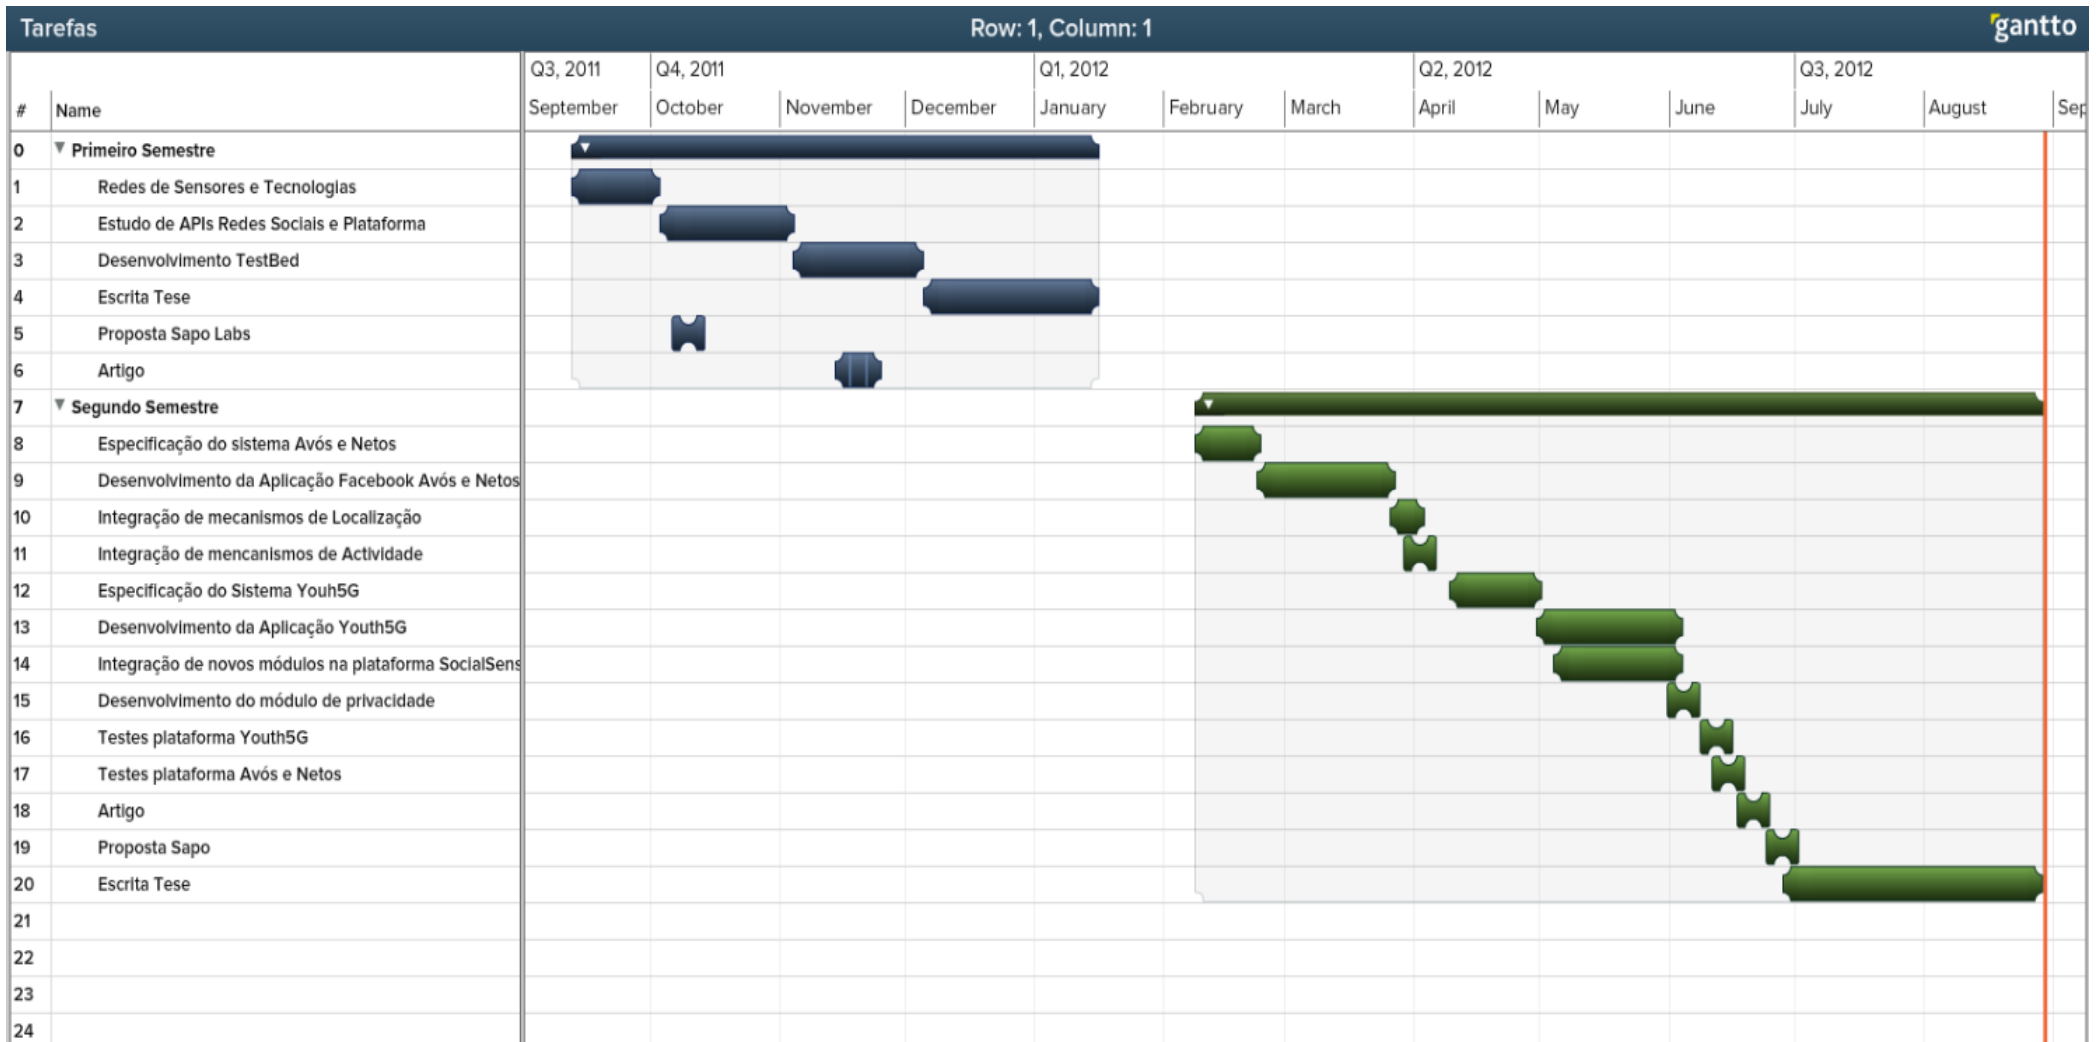 Tarefas Row: 1, Column: 1 gantto
Q3, 2011 Q4, 2011 Q1, 2012 Q2, 2012 Q3, 2012
# Name September October November December January February March April May June July August Sep
0 Primeiro Semestre
1 Redes de Sensores e Tecnologias
2 Estudo de APIs Redes Sociais e Plataforma
3 Desenvolvimento TestBed
4 Escrita Tese
5 Proposta Sapo Labs
6 Artigo
7 Segundo Semestre
8 Especificação do sistema Avós e Netos
9 Desenvolvimento da Aplicação Facebook Avós e Netos
10 Integração de mecanismos de Localização
11 Integração de mencanismos de Actividade
12 Especificação do Sistema Youh5G
13 Desenvolvimento da Aplicação Youth5G
14 Integração de novos módulos na plataforma SocialSens
15 Desenvolvimento do módulo de privacidade
16 Testes plataforma Youth5G
17 Testes plataforma Avós e Netos
18 Artigo
19 Proposta Sapo
20 Escrita Tese
21
22
23
24